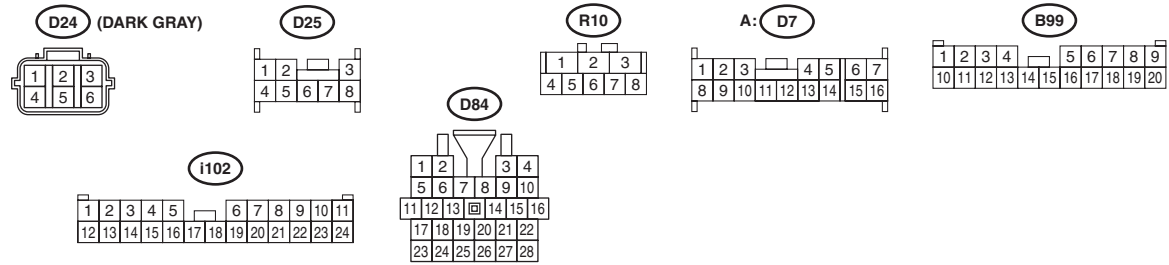 D24 (DARK GRAY)
1 2 3
4 5 6
D25
1 2 3
4 5 6 7 8
R10
1 2 3
4 5 6 7 8
A: D7
1 2 3 4 5 6 7
8 9 10 11 12 13 14 15 16
B99
1 2 3 4 5 6 7 8 9
10 11 12 13 14 15 16 17 18 19 20
i102
1 2 3 4 5 6 7 8 9 10 11
12 13 14 15 16 17 18 19 20 21 22 23 24
D84
1 2 3 4
5 6 7 8 9 10
11 12 13 14 15 16
17 18 19 20 21 22
23 24 25 26 27 28